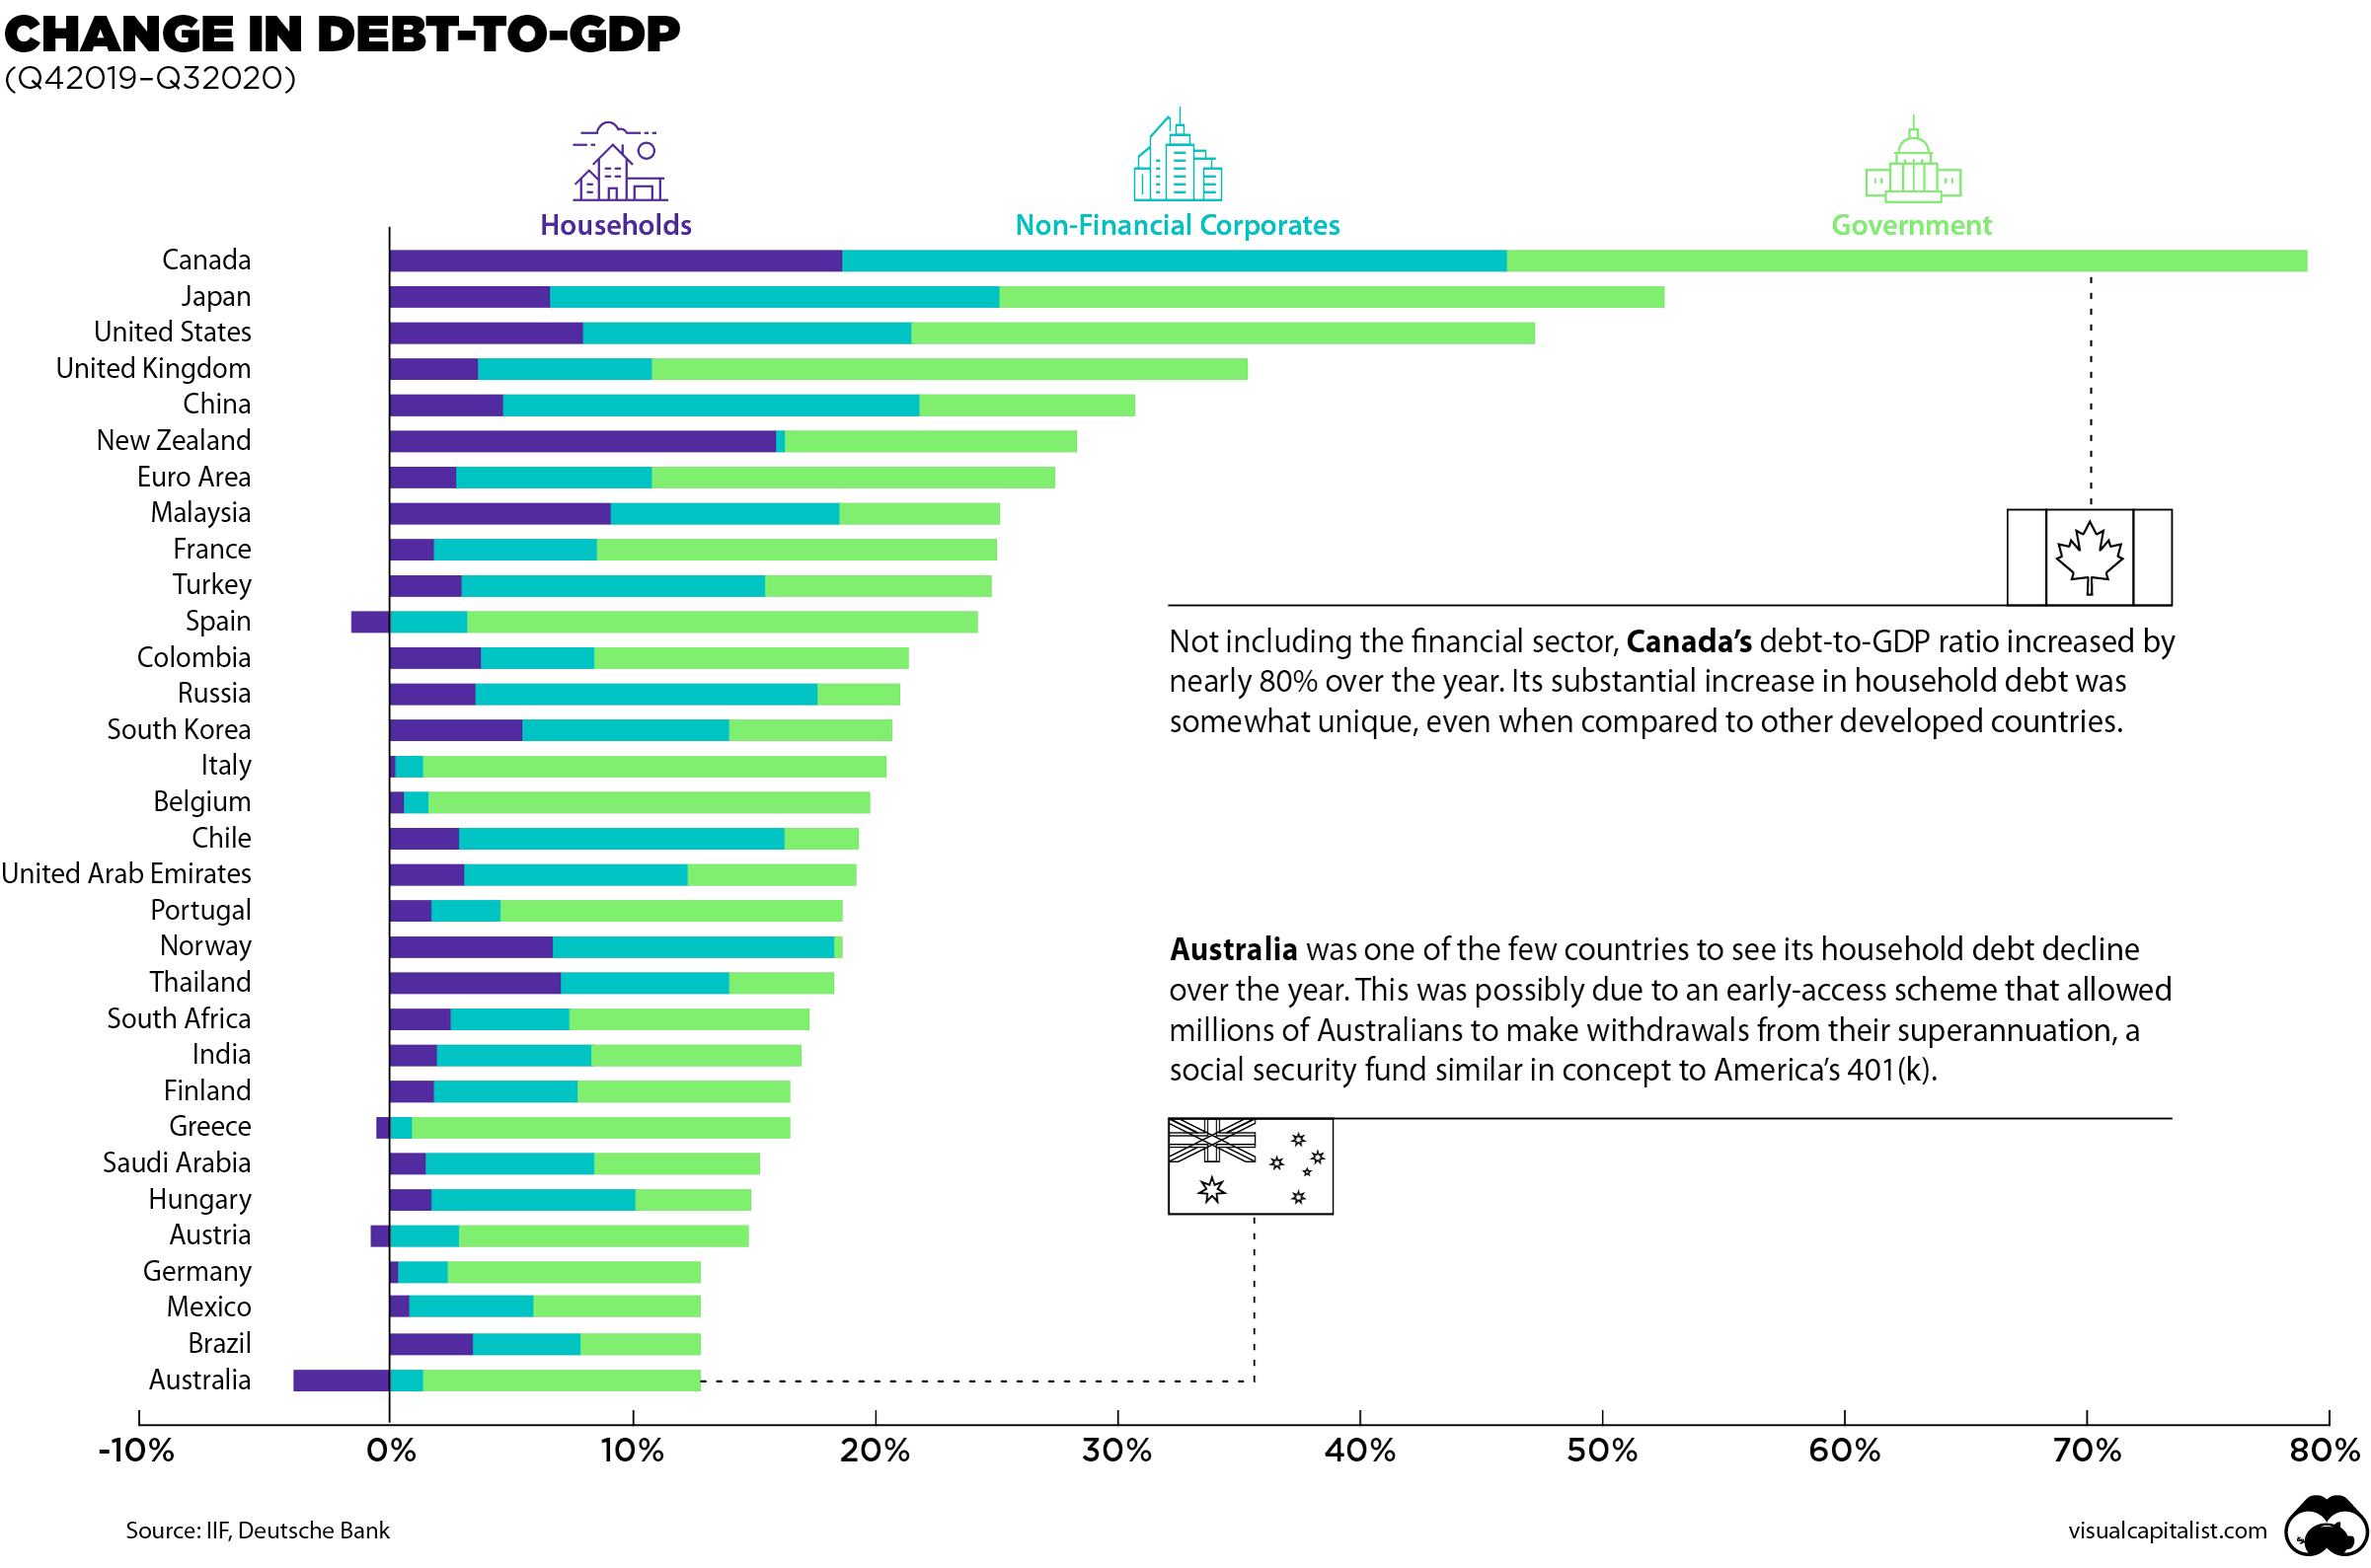 CHANGE IN DEBT-TO-GDP
(Q42019–Q32020)
Households
Non-Financial Corporates
Government
Canada
Japan
United States
United Kingdom
China
New Zealand
Euro Area
Malaysia
France
Turkey
Spain
Colombia
Russia
South Korea
Italy
Belgium
Chile
United Arab Emirates
Portugal
Norway
Thailand
South Africa
India
Finland
Greece
Saudi Arabia
Hungary
Austria
Germany
Mexico
Brazil
Australia
Not including the financial sector, Canada’s debt-to-GDP ratio increased by
nearly 80% over the year. Its substantial increase in household debt was
somewhat unique, even when compared to other developed countries.
Australia was one of the few countries to see its household debt decline
over the year. This was possibly due to an early-access scheme that allowed
millions of Australians to make withdrawals from their superannuation, a
social security fund similar in concept to America’s 401(k).
-10% 0% 10% 20% 30% 40% 50% 60% 70% 80%
Source: IIF, Deutsche Bank
visualcapitalist.com